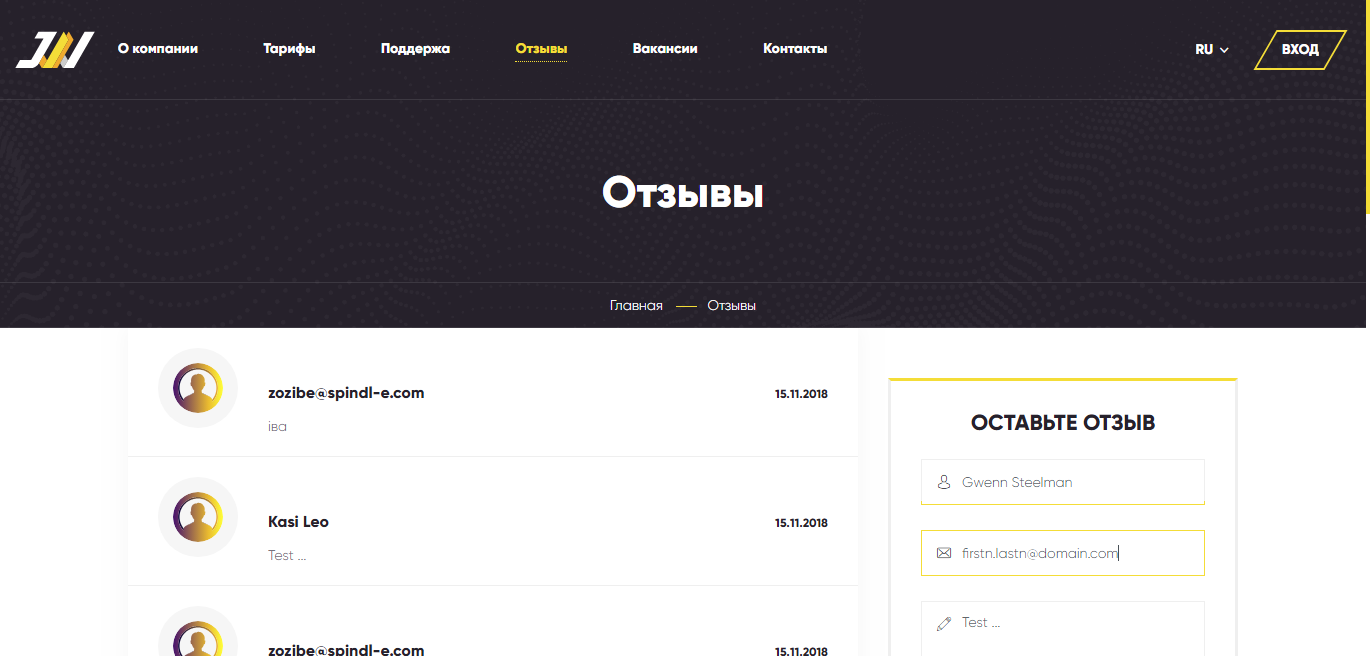 JW
О компании
Тарифы
Поддержа
Отзывы
Вакансии
Контакты
RU
ВХОД
Отзывы
Главная — Отзывы
zozibe@spindl-e.com
15.11.2018
іва
Kasi Leo
15.11.2018
Test ...
zozibe@spindl-e.com
15.11.2018
ОСТАВЬТЕ ОТЗЫВ
Gwenn Steelman
firstn.lastn@domain.com
Test ...